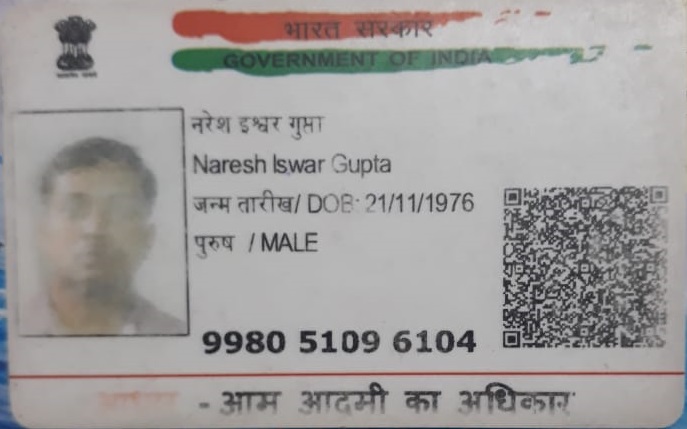 भारत सरकार
GOVERNMENT OF INDIA
नरेश इश्वर गुप्ता
Naresh Iswar Gupta
जन्म तारीख/ DOB: 21/11/1976
पुरुष / MALE
9980 5109 6104
- आम आदमी का अधिकार